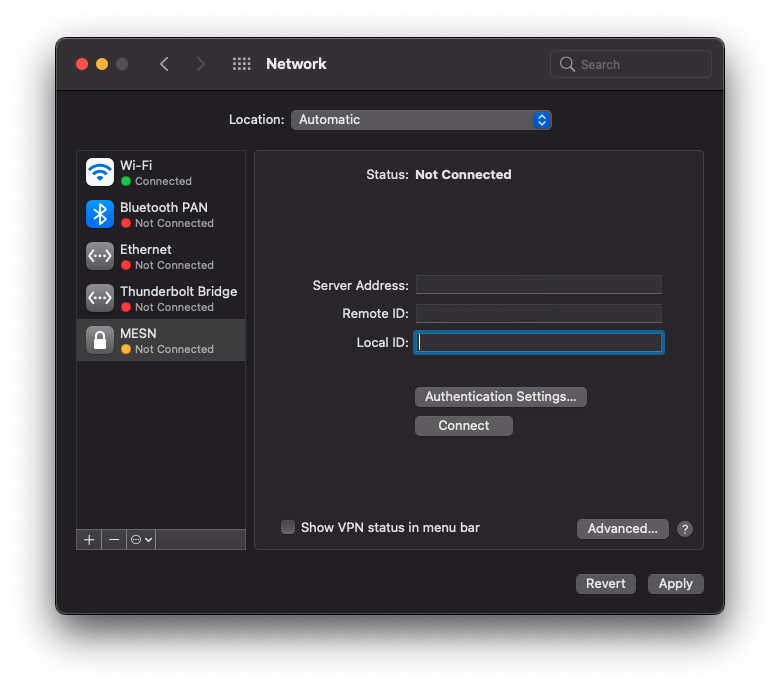 Network
Search
Location: Automatic
Wi-Fi
Connected
Bluetooth PAN
Not Connected
Ethernet
Not Connected
Thunderbolt Bridge
Not Connected
MESN
Not Connected
Status: Not Connected
Server Address:
Remote ID:
Local ID:
Authentication Settings...
Connect
Show VPN status in menu bar
Advanced...
?
Revert
Apply